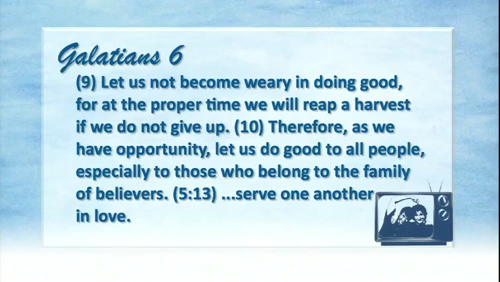 Galatians 6
(9) Let us not become weary in doing good,
for at the proper time we will reap a harvest
if we do not give up. (10) Therefore, as we
have opportunity, let us do good to all people,
especially to those who belong to the family
of believers. (5:13) ...serve one another
in love.